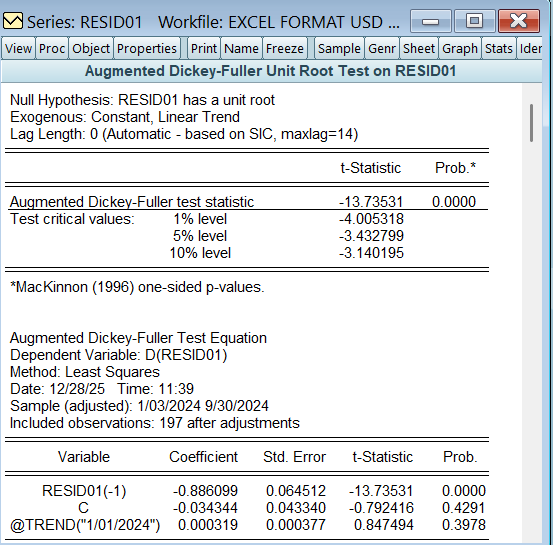 Series: RESID01 Workfile: EXCEL FORMAT USD ...
View Proc Object Properties Print Name Freeze Sample Genr Sheet Graph Stats Iden
Augmented Dickey-Fuller Unit Root Test on RESID01
Null Hypothesis: RESID01 has a unit root
Exogenous: Constant, Linear Trend
Lag Length: 0 (Automatic - based on SIC, maxlag=14)
t-Statistic Prob.*
Augmented Dickey-Fuller test statistic -13.73531 0.0000
Test critical values: 1% level -4.005318
5% level -3.432799
10% level -3.140195
*MacKinnon (1996) one-sided p-values.
Augmented Dickey-Fuller Test Equation
Dependent Variable: D(RESID01)
Method: Least Squares
Date: 12/28/25 Time: 11:39
Sample (adjusted): 1/03/2024 9/30/2024
Included observations: 197 after adjustments
Variable Coefficient Std. Error t-Statistic Prob.
RESID01(-1) -0.886099 0.064512 -13.73531 0.0000
C -0.034344 0.043340 -0.792416 0.4291
@TREND("1/01/2024") 0.000319 0.000377 0.847494 0.3978